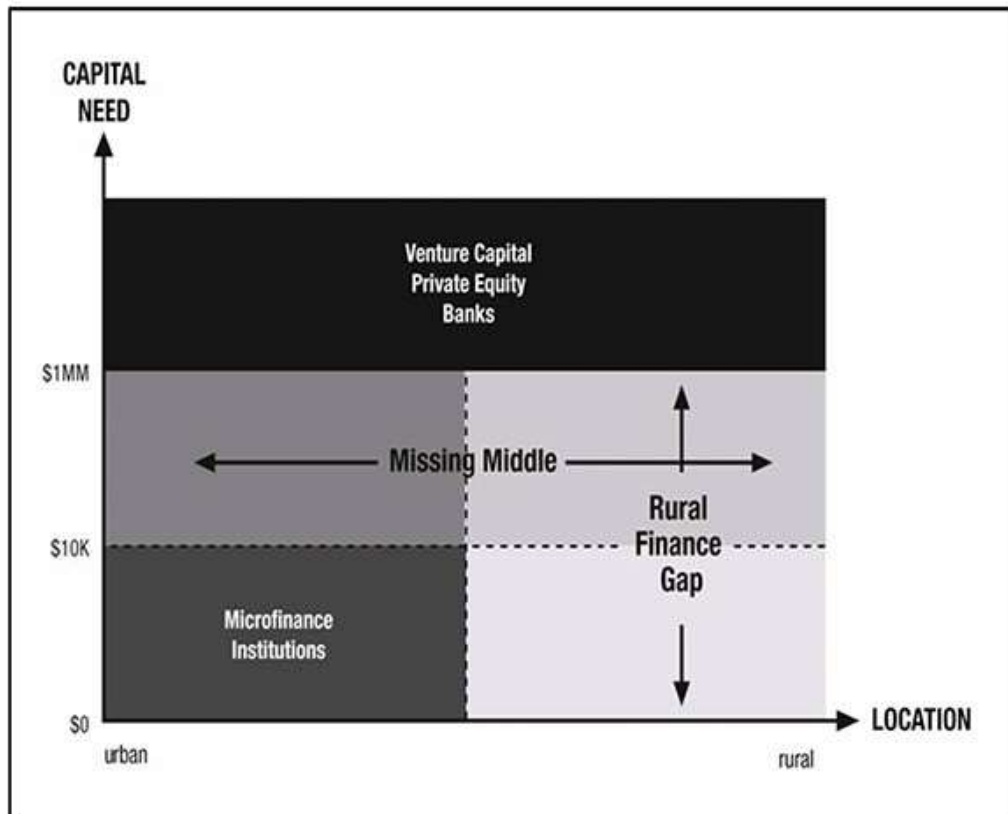 CAPITAL
NEED
Venture Capital
Private Equity
Banks
$1MM
Missing Middle
Rural
Finance
Gap
$10K
Microfinance
Institutions
$0
LOCATION
urban
rural